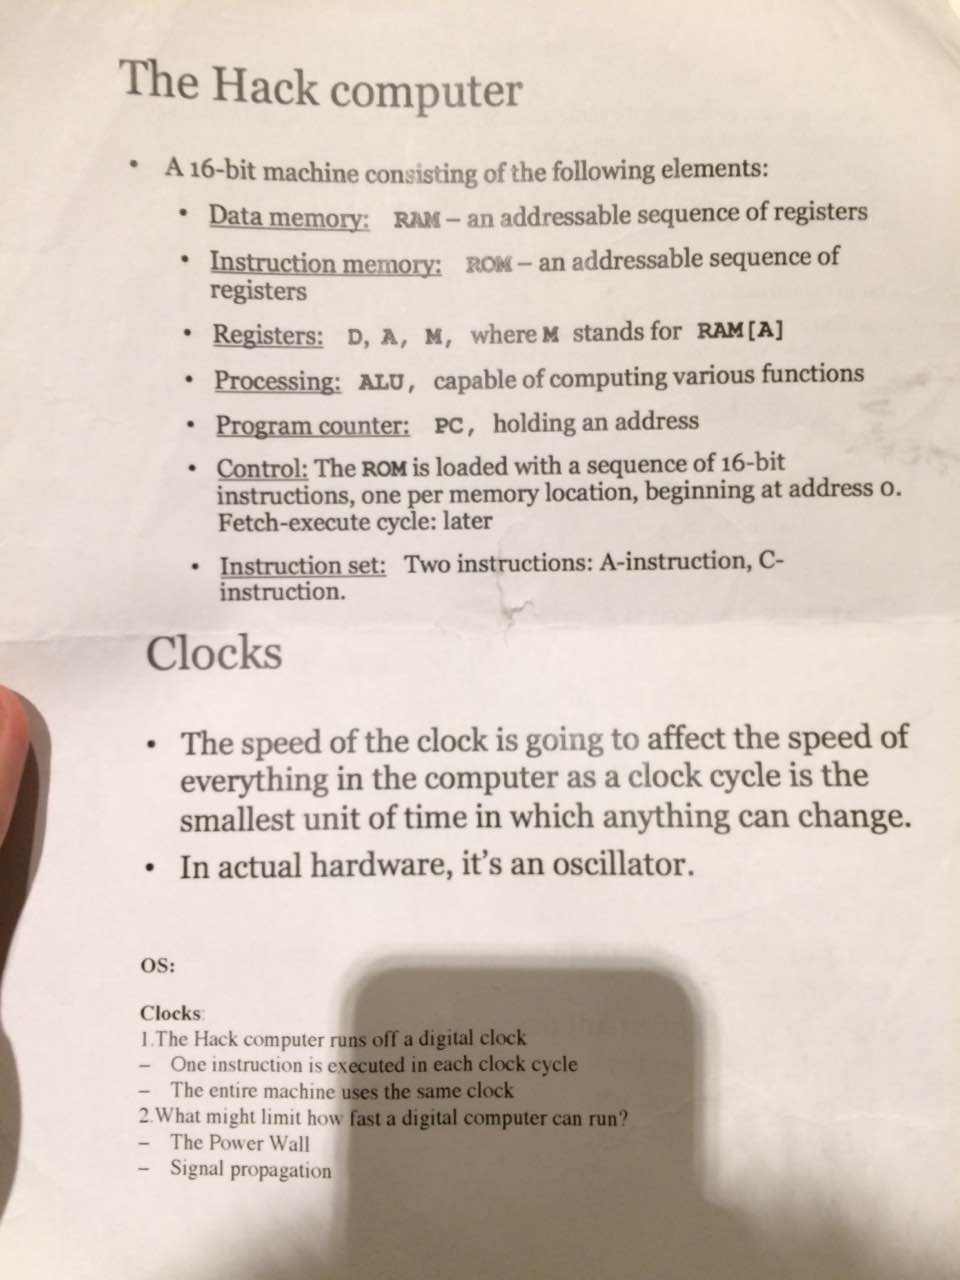 The Hack computer
• A 16-bit machine consisting of the following elements:
• Data memory: RAM – an addressable sequence of registers
• Instruction memory: ROM – an addressable sequence of
registers
• Registers: D, A, M, where M stands for RAM[A]
• Processing: ALU, capable of computing various functions
• Program counter: PC, holding an address
• Control: The ROM is loaded with a sequence of 16-bit
instructions, one per memory location, beginning at address 0.
Fetch-execute cycle: later
• Instruction set: Two instructions: A-instruction, C-
instruction.
Clocks
• The speed of the clock is going to affect the speed of
everything in the computer as a clock cycle is the
smallest unit of time in which anything can change.
• In actual hardware, it's an oscillator.
OS:
Clocks:
1.The Hack computer runs off a digital clock
– One instruction is executed in each clock cycle
– The entire machine uses the same clock
2.What might limit how fast a digital computer can run?
– The Power Wall
– Signal propagation